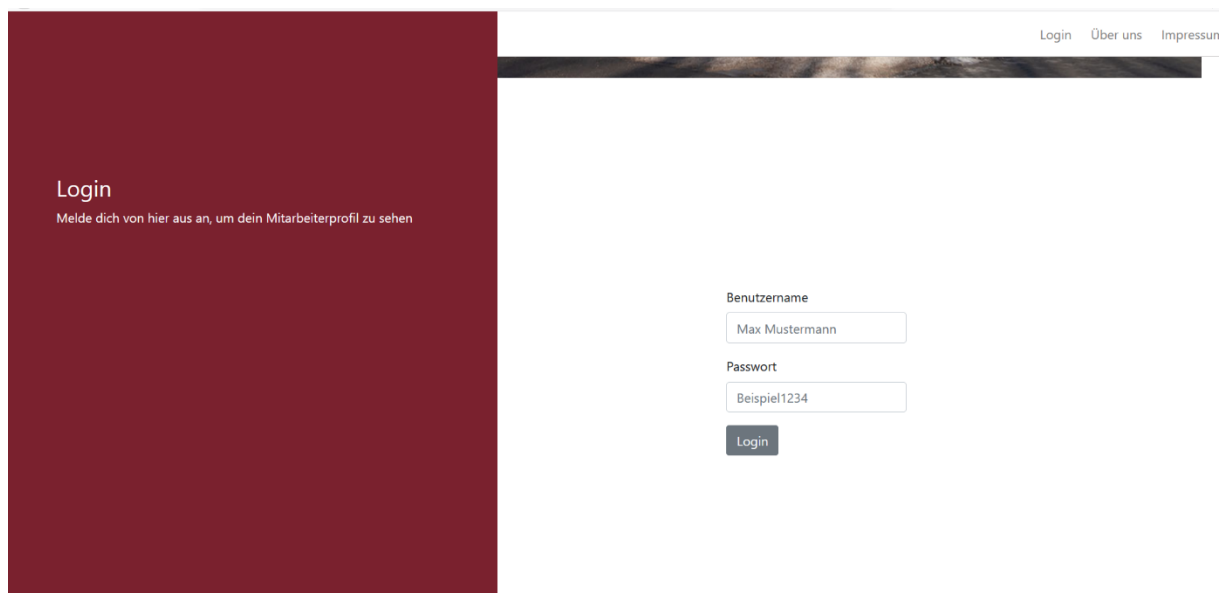 Login Über uns Impressum
Login
Melde dich von hier aus an, um dein Mitarbeiterprofil zu sehen
Benutzername
Max Mustermann
Passwort
Beispiel1234
Login